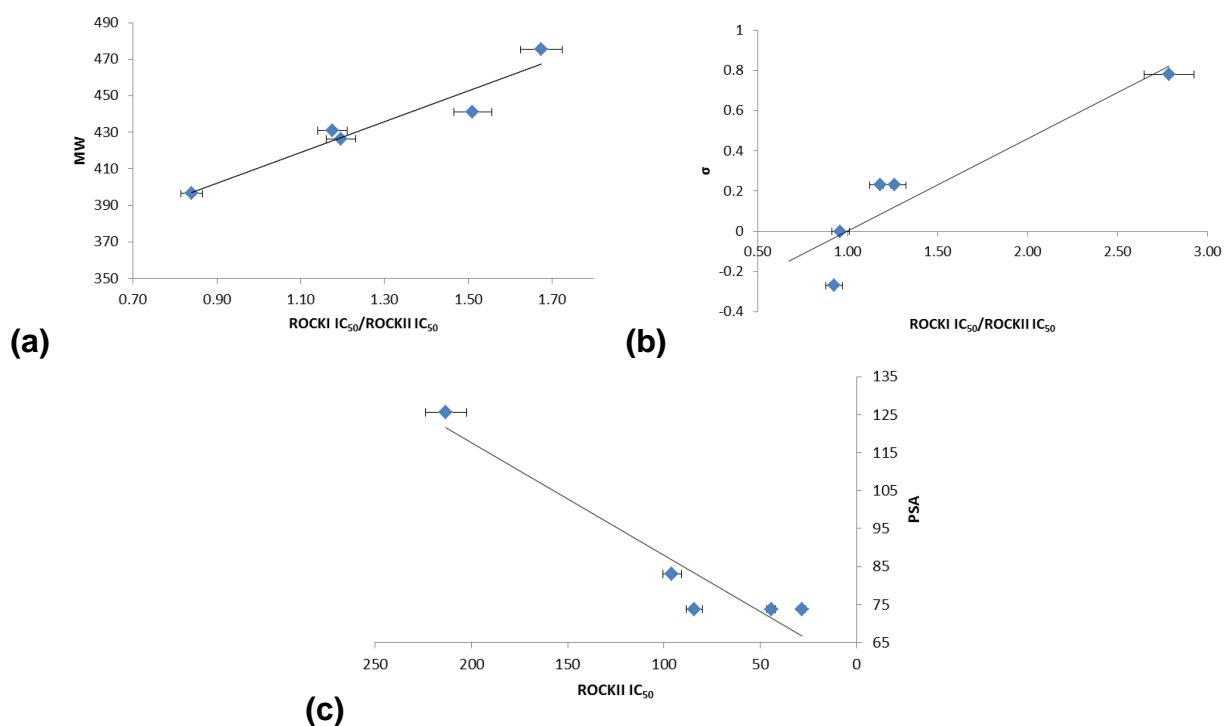 490
470
450
430
410
390
370
350
MW
0.70 0.90 1.10 1.30 1.50 1.70
ROCKI IC50/ROCKII IC50
(a)
1
0.8
0.6
0.4
0.2
0
-0.2
-0.4
σ
0.50 1.00 1.50 2.00 2.50 3.00
ROCKI IC50/ROCKII IC50
(b)
135
125
115
105
95
85
75
65
PSA
250 200 150 100 50 0
ROCKII IC50
(c)